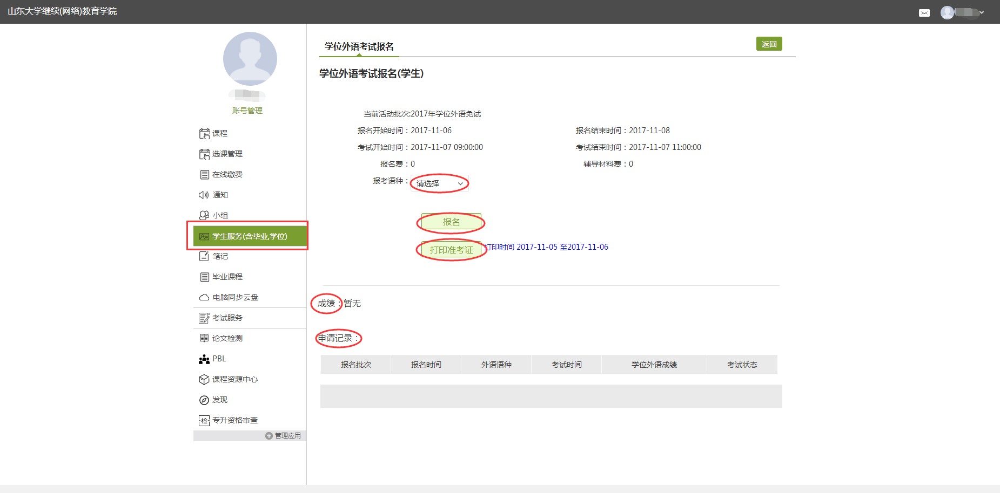 山东大学继续(网络)教育学院
账号管理
课程
选课管理
在线缴费
通知
小组
学生服务(含毕业,学位)
笔记
毕业课程
电脑同步云盘
考试服务
论文检测
PBL
课程资源中心
发现
检 专升资格审查
管理应用
学位外语考试报名
返回
学位外语考试报名(学生)
当前活动批次:2017年学位外语免试
报名开始时间：2017-11-06 报名结束时间：2017-11-08
考试开始时间：2017-11-07 09:00:00 考试结束时间：2017-11-07 11:00:00
报名费：0 辅导材料费：0
报考语种： 请选择
报名
打印准考证 打印时间 2017-11-05 至2017-11-06
成绩：暂无
申请记录：
报名批次 报名时间 外语语种 考试时间 学位外语成绩 考试状态